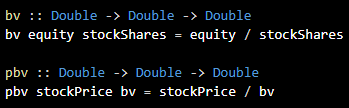 bv :: Double -> Double -> Double
bv equity stockShares = equity / stockShares
pbv :: Double -> Double -> Double
pbv stockPrice bv = stockPrice / bv